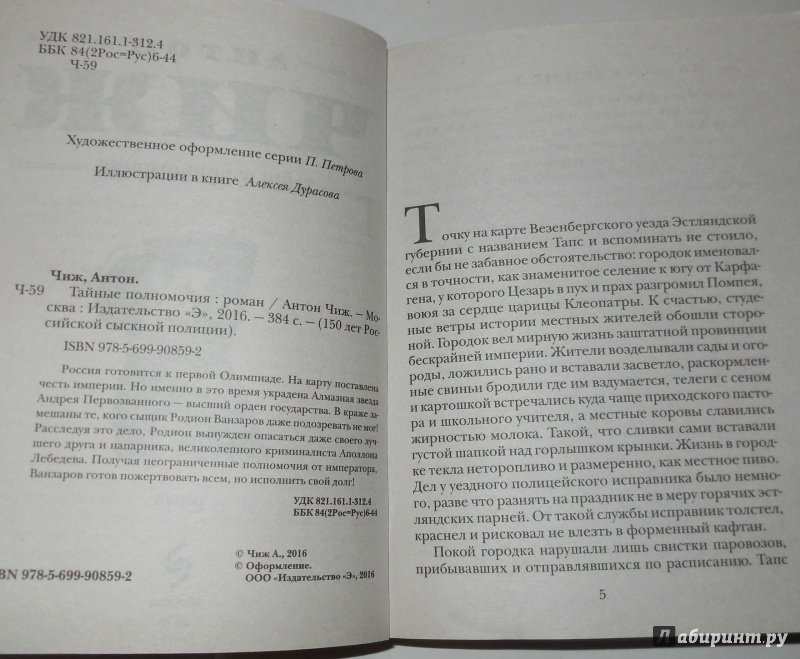 УДК 821.161.1-312.4
ББК 84(2Рос=Рус)6-44
Ч-59
ЧИЖ
Художественное оформление серии П. Петрова
Иллюстрации в книге Алексея Дурасова
Чиж, Антон.
Ч-59 Тайные полномочия : роман / Антон Чиж. – Мо-
сква : Издательство «Э», 2016. – 384 с. – (150 лет Рос-
сийской сыскной полиции).
ISBN 978-5-699-90859-2
Россия готовится к первой Олимпиаде. На карту поставлена
честь империи. Но именно в это время украдена Алмазная звезда
Андрея Первозванного – высший орден государства. В краже за-
мешаны те, кого сыщик Родион Ванзаров даже подозревать не мог!
Расследуя это дело, Родион вынужден опасаться даже своего луч-
шего друга и напарника, великолепного криминалиста Аполлона
Лебедева. Получая неограниченные полномочия от императора,
Ванзаров готов пожертвовать всем, но исполнить свой долг!
УДК 821.161.1-312.4
ББК 84(2Рос=Рус)6-44
© Чиж А., 2016
© Оформление.
ООО «Издательство «Э», 2016
BN 978-5-699-90859-2
Точку на карте Везенбергского уезда Эстляндской
губернии с названием Тапс и вспоминать не стоило,
если бы не забавное обстоятельство: городок именовал-
ся в точности, как знаменитое селение к югу от Карфа-
гена, у которого Цезарь в пух и прах разгромил Помпея,
воюя за сердце царицы Клеопатры. К счастью, студе-
ные ветры истории местных жителей обошли сторо-
ной. Городок вел мирную жизнь заштатной провинции
бескрайней империи. Жители возделывали сады и ого-
роды, ложились рано и вставали засветло, раскормлен-
ные свиньи бродили где им вздумается, телеги с сеном
и картошкой встречались куда чаще приходского пасто-
ра и школьного учителя, а местные коровы славились
жирностью молока. Такой, что сливки сами вставали
густой шапкой над горлышком крынки. Жизнь в город-
ке текла неторопливо и размеренно, как местное пиво.
Дел у уездного полицейского исправника было немно-
го, разве что разнять на праздник не в меру горячих эст-
ляндских парней. От такой службы исправник толстел,
краснел и рисковал не влезть в форменный кафтан.
Покой городка нарушали лишь свистки паровозов,
прибывавших и отправлявшихся по расписанию. Тапс
5
Лабиринт.ру